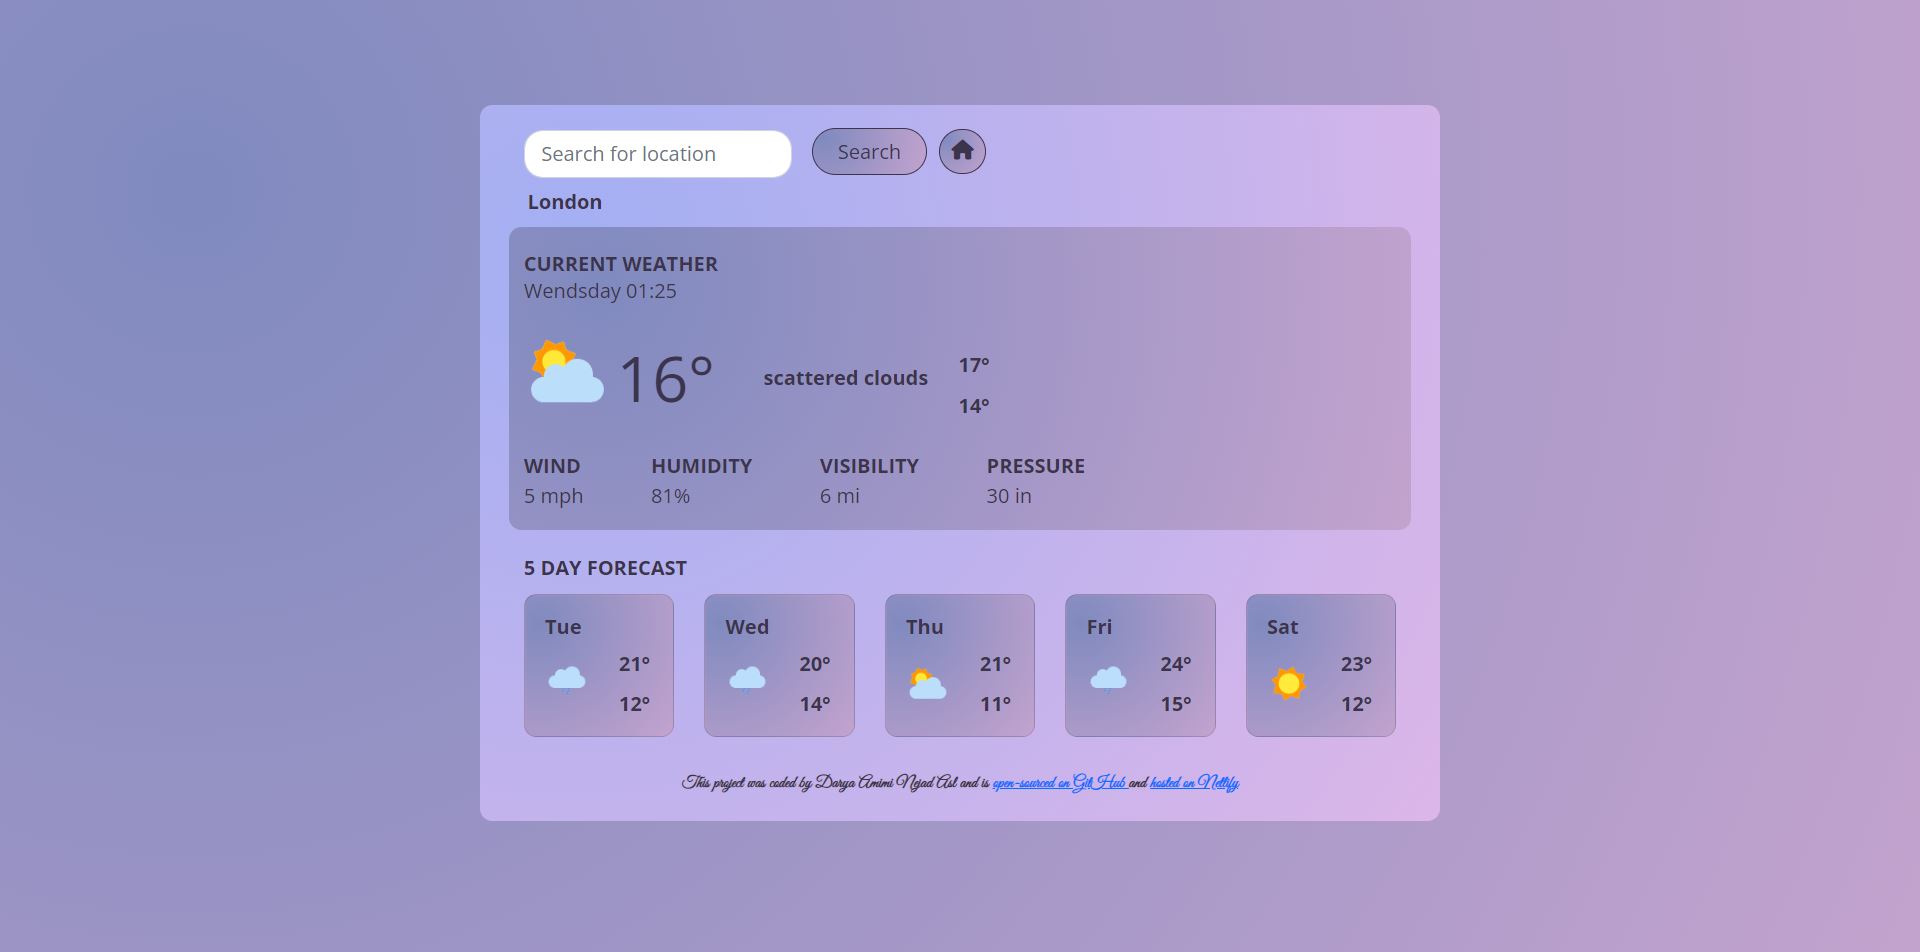 Search for location Search
London
CURRENT WEATHER
Wendsday 01:25
16° scattered clouds 17°
14°
WIND HUMIDITY VISIBILITY PRESSURE
5 mph 81% 6 mi 30 in
5 DAY FORECAST
Tue Wed Thu Fri Sat
21° 20° 21° 24° 23°
12° 14° 11° 15° 12°
This project was coded by Darya Amimi Nejad Asl and is open-sourced on GitHub and hosted on Netlify